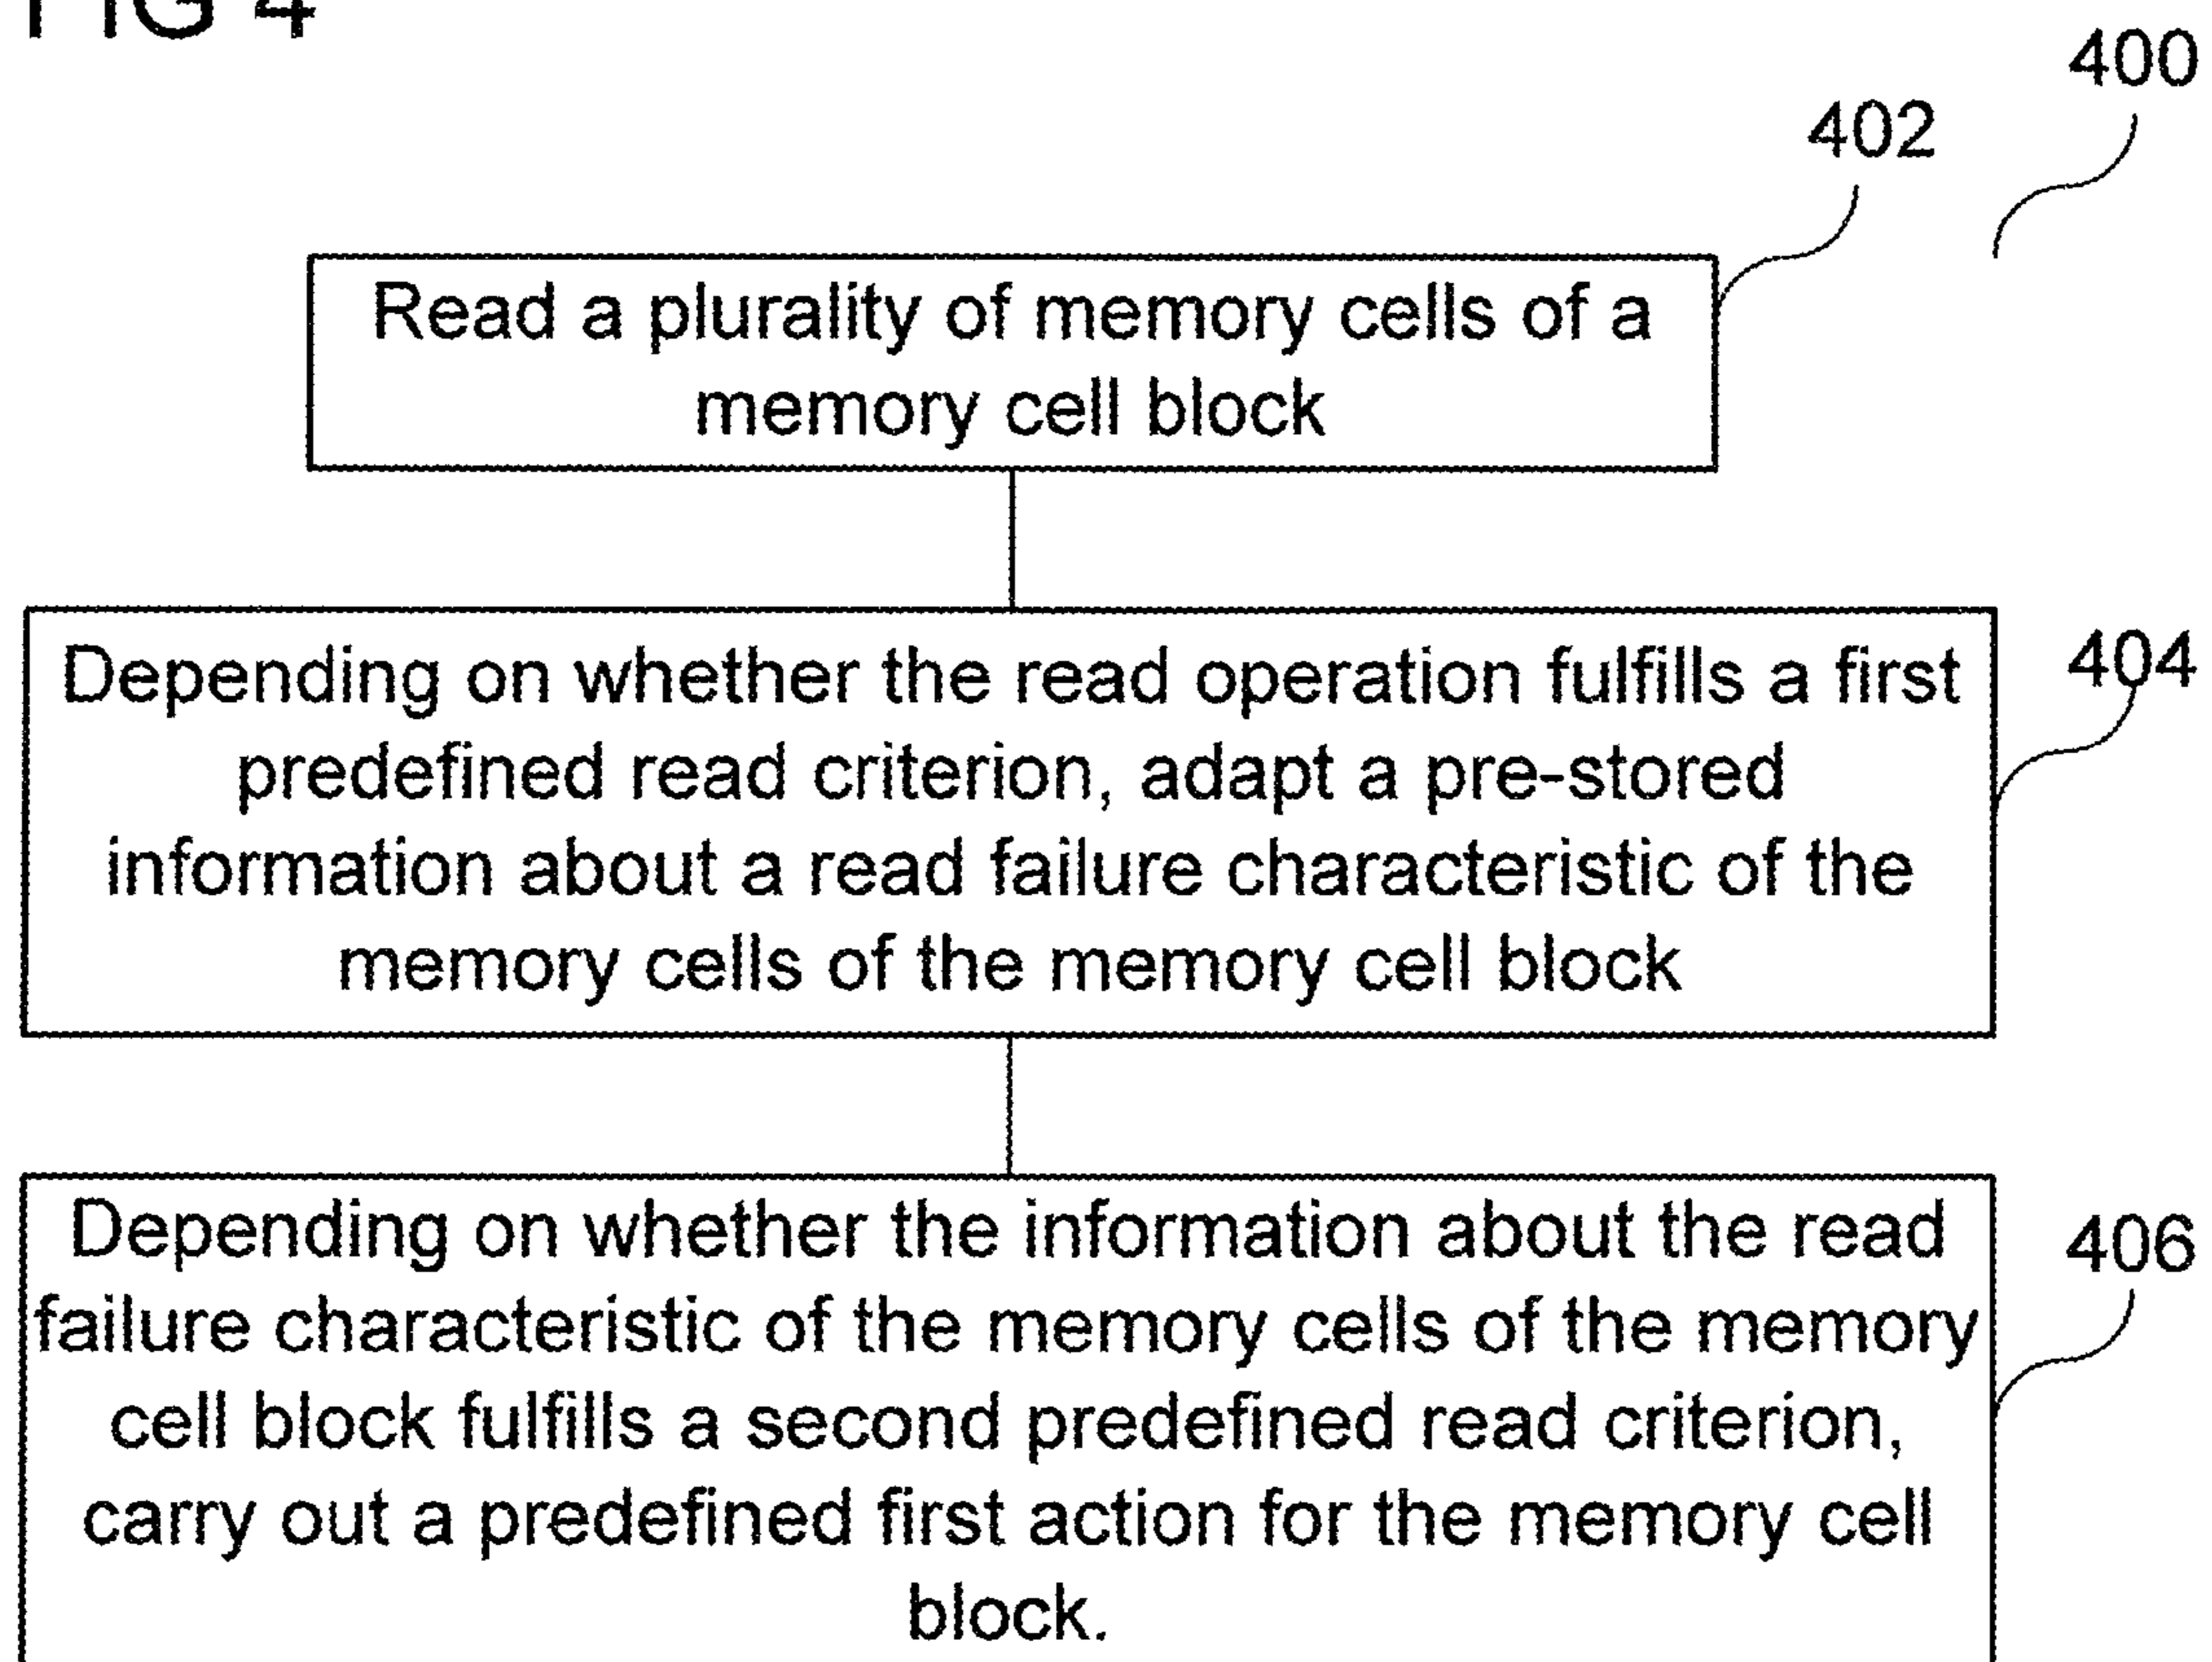 FIG 4
400
402
Read a plurality of memory cells of a
memory cell block
Depending on whether the read operation fulfills a first
predefined read criterion, adapt a pre-stored
information about a read failure characteristic of the
memory cells of the memory cell block
404
Depending on whether the information about the read
failure characteristic of the memory cells of the memory
cell block fulfills a second predefined read criterion,
carry out a predefined first action for the memory cell
block.
406